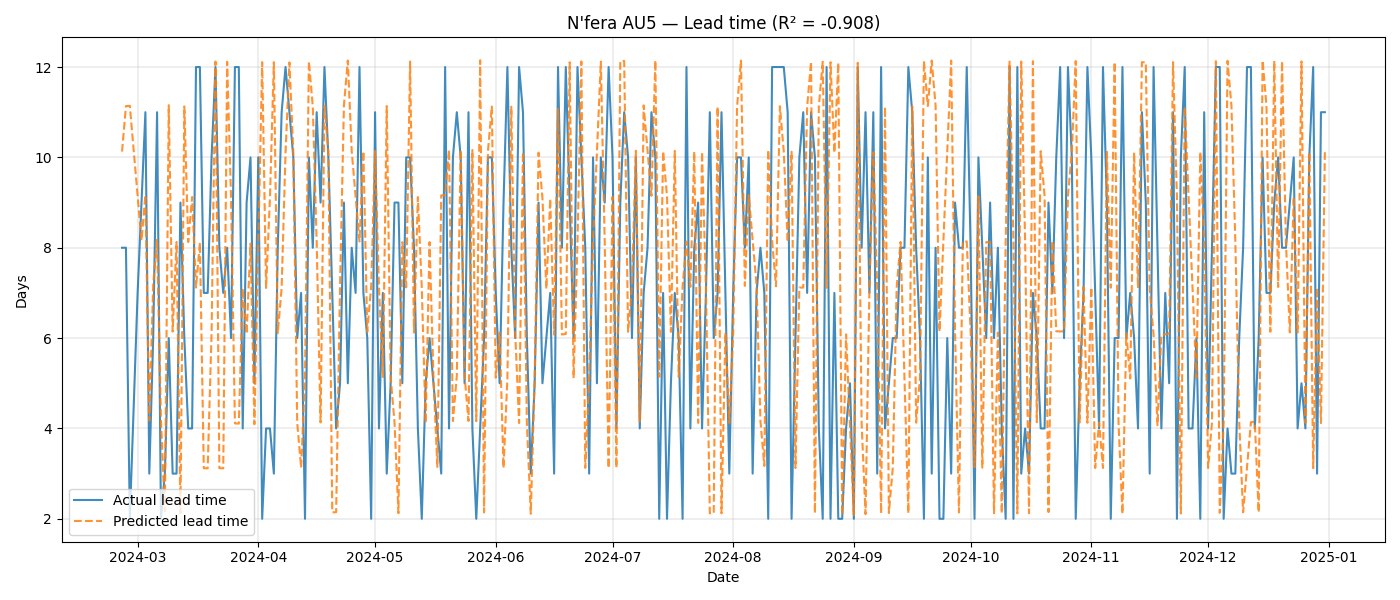 N'fera AU5 — Lead time (R² = -0.908)
Days
12
10
8
6
4
2
Actual lead time
Predicted lead time
2024-03 2024-04 2024-05 2024-06 2024-07 2024-08 2024-09 2024-10 2024-11 2024-12 2025-01
Date